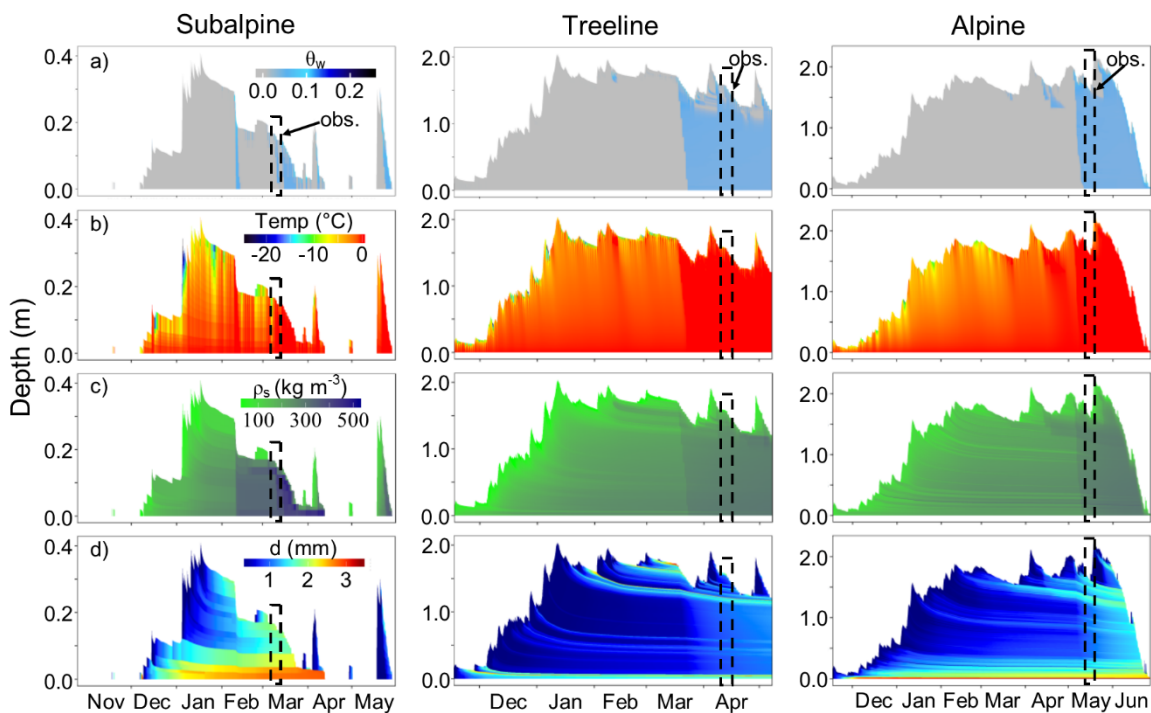 Subalpine Treeline Alpine
a) θw 0.0 0.1 0.2 obs. obs. obs.
0.4 0.2 0.0 2.0 1.0 0.0 2.0 1.0 0.0
b) Temp (°C) -20 -10 0
0.4 0.2 0.0 2.0 1.0 0.0 2.0 1.0 0.0
Depth (m)
c) ρs (kg m-3) 100 300 500
0.4 0.2 0.0 2.0 1.0 0.0 2.0 1.0 0.0
d) d (mm) 1 2 3
0.4 0.2 0.0 2.0 1.0 0.0 2.0 1.0 0.0
Nov Dec Jan Feb Mar Apr May Dec Jan Feb Mar Apr Dec Jan Feb Mar Apr May Jun